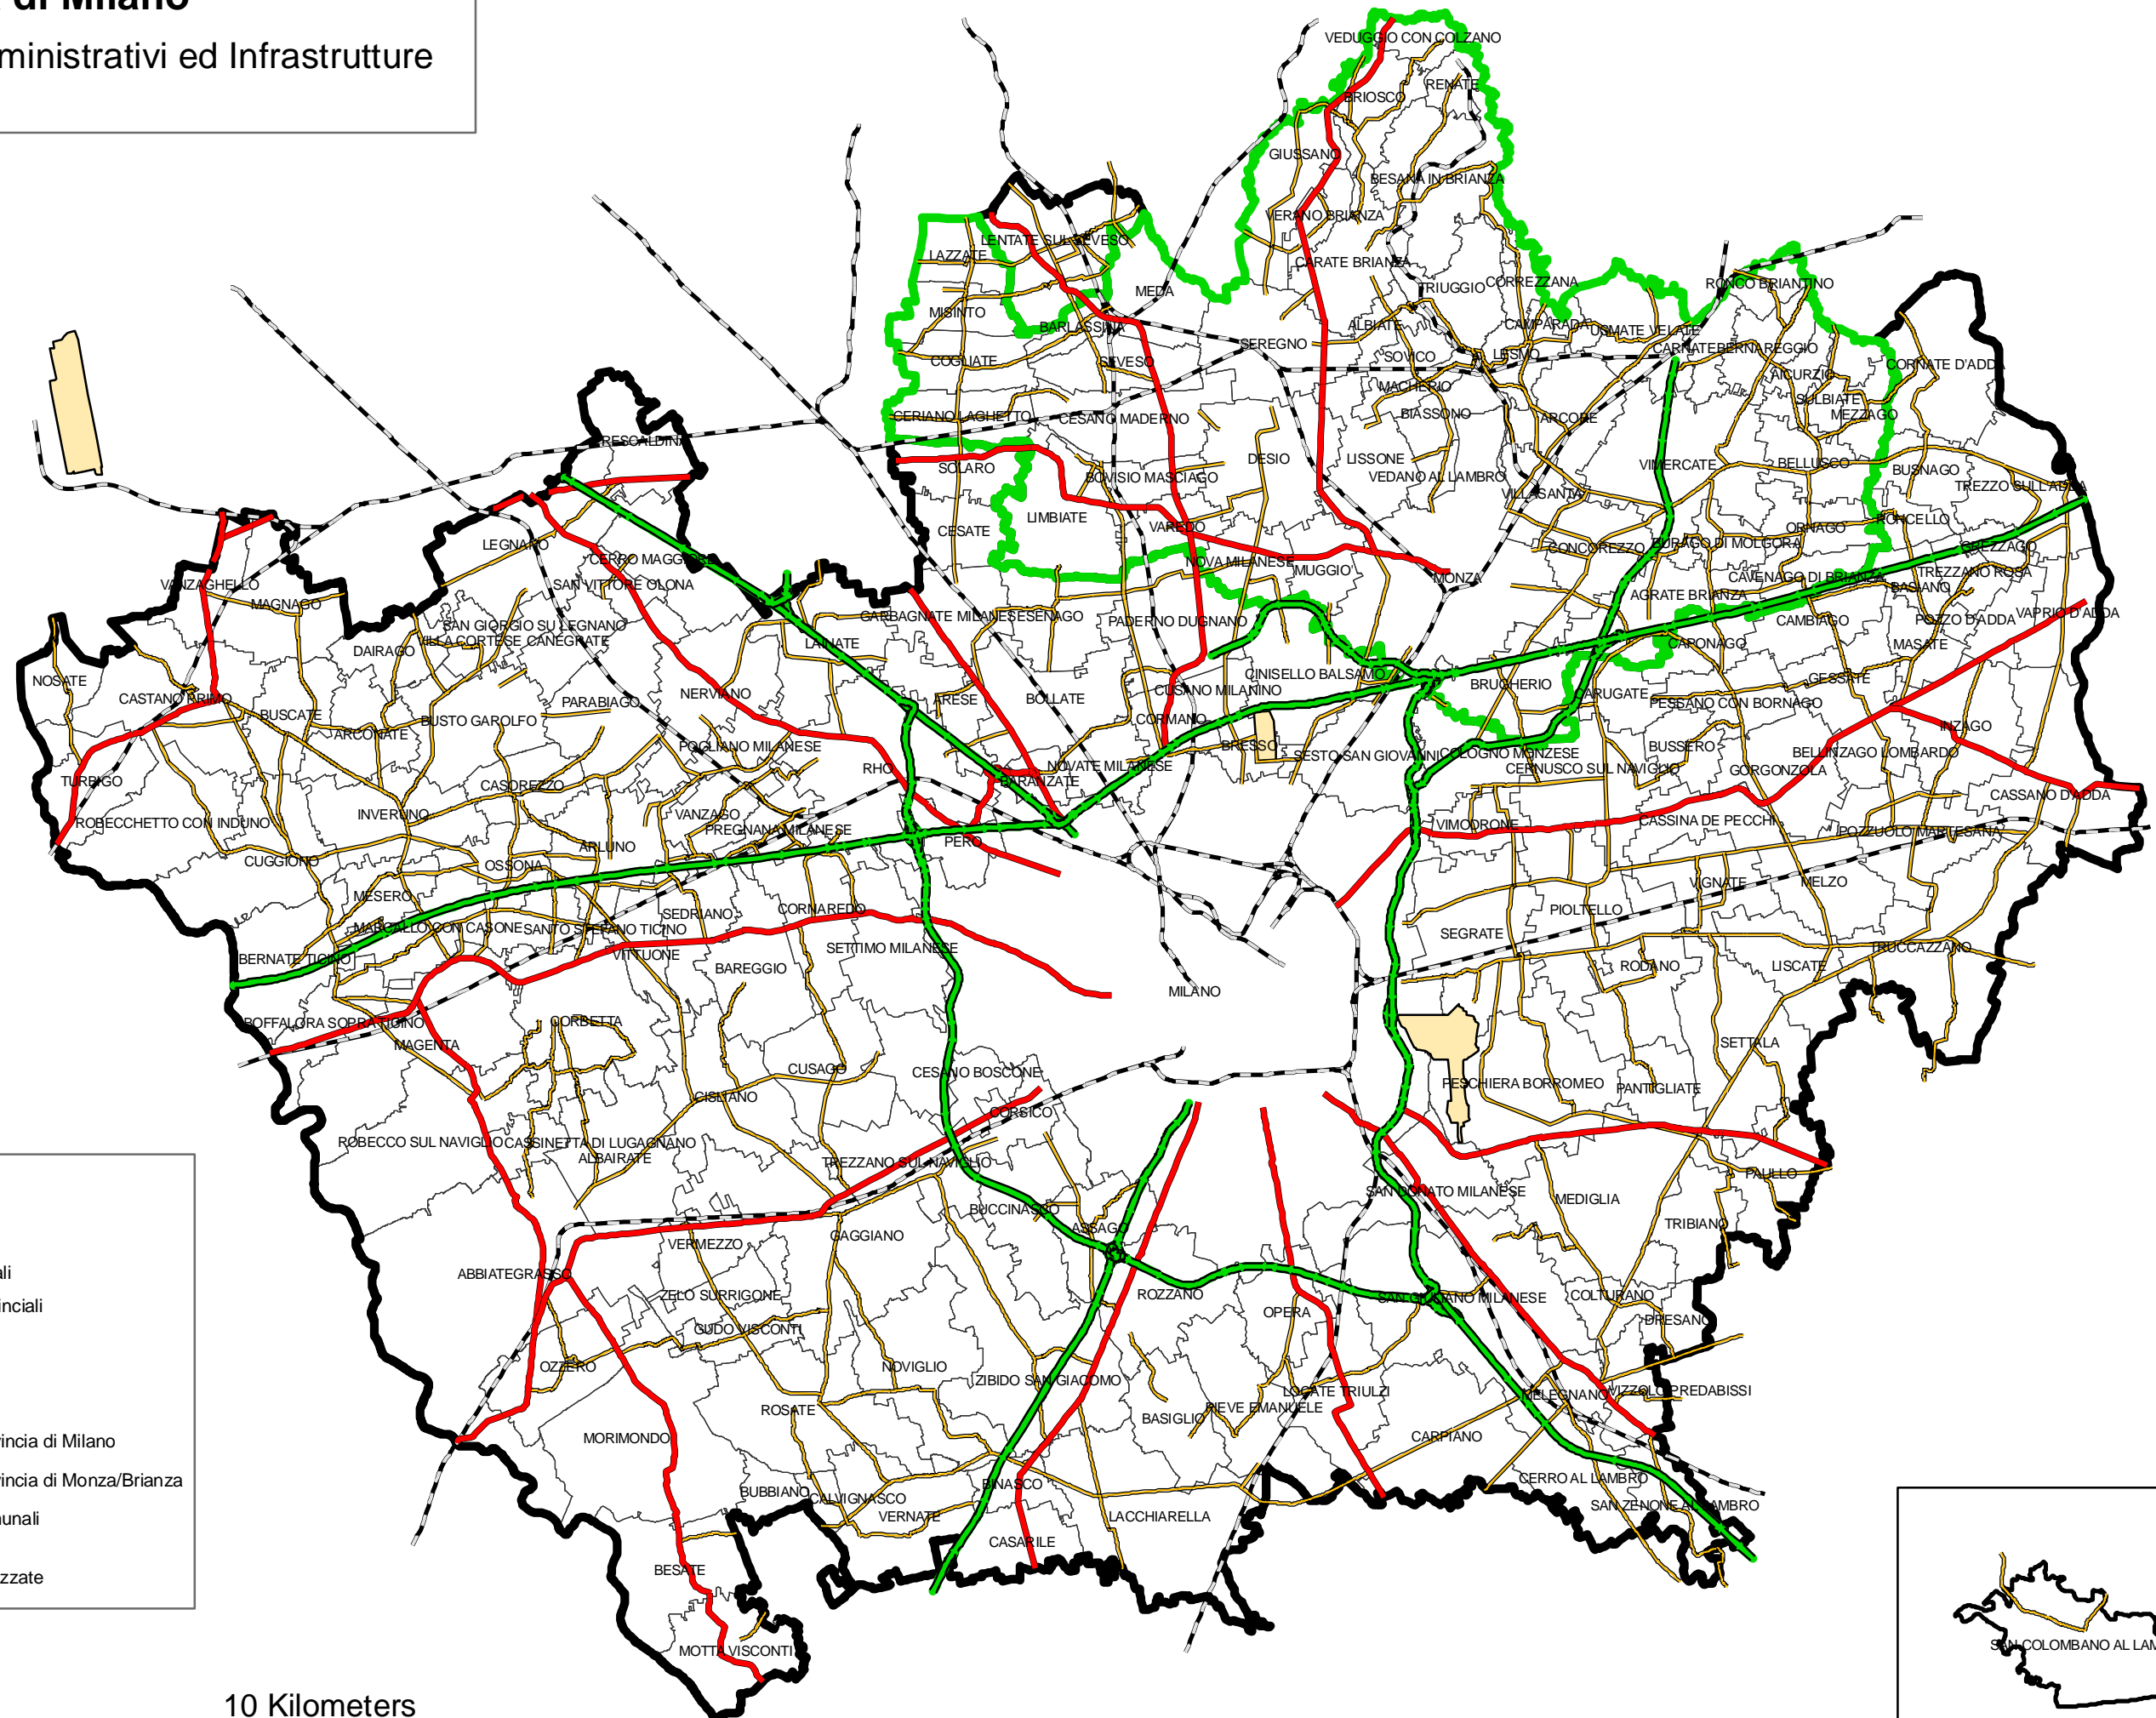 di Milano
ministrativi ed Infrastrutture
VEDUGGIO CON COLZANO
RENATE
BRIOSCO
GIUSSANO
BESANA IN BRIANZA
VERANO BRIANZA
LENTATE SUL SEVESO
LAZZATE
CARATE BRIANZA
TRIUGGIO
CORREZZANA
RONCO BRIANTINO
MEDA
MISINTO
BARLASSINA
ALBIATE
CAMPARADA
USMATE VELATE
SEREGNO
SOVICO
LESMO
CARNATE
BERNAREGGIO
COGLIATE
SEVESO
CORNATE D'ADDA
AICURZIO
MACHERIO
SULBIATE
BIASSONO
MEZZAGO
CERIANO LAGHETTO
CESANO MADERNO
ARCORE
RESCALDINA
SOLARO
DESIO
LISSONE
VIMERCATE
BELLUSCO
BUSNAGO
BOVISIO MASCIAGO
VEDANO AL LAMBRO
TREZZO SULL'ADDA
VILLASANTA
LIMBIATE
CESATE
VAREDO
ORNAGO
RONCELLO
LEGNANO
CONCOREZZO
BURAGO DI MOLGORA
GREZZAGO
CERRO MAGGIORE
NOVA MILANESE
MUGGIO'
MONZA
CAVENAGO DI BRIANZA
TREZZANO ROSA
VANZAGHELLO
SAN VITTORE OLONA
BASIANO
MAGNAGO
AGRATE BRIANZA
VAPRIO D'ADDA
GARBAGNATE MILANESE
SENAGO
PADERNO DUGNANO
CAMBIAGO
POZZO D'ADDA
SAN GIORGIO SU LEGNANO
VILLA CORTESE
CANEGRATE
LAINATE
CAPONAGO
MASATE
DAIRAGO
NOSATE
CINISELLO BALSAMO
GESSATE
CASTANO PRIMO
PARABIAGO
NERVIANO
ARESE
BOLLATE
CUSANO MILANINO
BRUGHERIO
CARUGATE
PESSANO CON BORNAGO
BUSCATE
BUSTO GAROLFO
CORMANO
INZAGO
ARCONATE
POGLIANO MILANESE
BRESSO
SESTO SAN GIOVANNI
COLOGNO MONZESE
BUSSERO
BELLINZAGO LOMBARDO
RHO
NOVATE MILANESE
CERNUSCO SUL NAVIGLIO
GORGONZOLA
TURBIGO
CASOREZZO
BARANZATE
CASSANO D'ADDA
ROBECCHETTO CON INDUNO
INVERUNO
VANZAGO
PREGNANA MILANESE
VIMODRONE
CASSINA DE PECCHI
POZZUOLO MARTESANA
CUGGIONO
OSSONA
ARLUNO
PERO
MESERO
VIGNATE
MELZO
SEDRIANO
CORNAREDO
PIOLTELLO
MARCALLO CON CASONE
SANTO STEFANO TICINO
SEGRATE
BERNATE TICINO
VITTUONE
SETTIMO MILANESE
TRUCCAZZANO
BAREGGIO
RODANO
LISCATE
MILANO
BOFFALORA SOPRA TICINO
CORBETTA
MAGENTA
SETTALA
CUSAGO
CESANO BOSCONE
PESCHIERA BORROMEO
PANTIGLIATE
CISLIANO
CORSICO
ROBECCO SUL NAVIGLIO
CASSINETTA DI LUGAGNANO
ALBAIRATE
TREZZANO SUL NAVIGLIO
PAULLO
SAN DONATO MILANESE
MEDIGLIA
BUCCINASCO
ASSAGO
TRIBIANO
VERMEZZO
GAGGIANO
ABBIATEGRASSO
ZELO SURRIGONE
ROZZANO
OPERA
SAN GIULIANO MILANESE
COLTURANO
DRESANO
GUDO VISCONTI
OZZERO
NOVIGLIO
ZIBIDO SAN GIACOMO
LOCATE TRIULZI
MELEGNANO
VIZZOLO PREDABISSI
ROSATE
BASIGLIO
PIEVE EMANUELE
MORIMONDO
CARPIANO
BINASCO
CERRO AL LAMBRO
BUBBIANO
CALVIGNASCO
SAN ZENONE AL LAMBRO
VERNATE
LACCHIARELLA
CASARILE
BESATE
MOTTA VISCONTI
SAN COLOMBANO AL LAM
ali
inciali
vincia di Milano
vincia di Monza/Brianza
unali
zzate
10 Kilometers